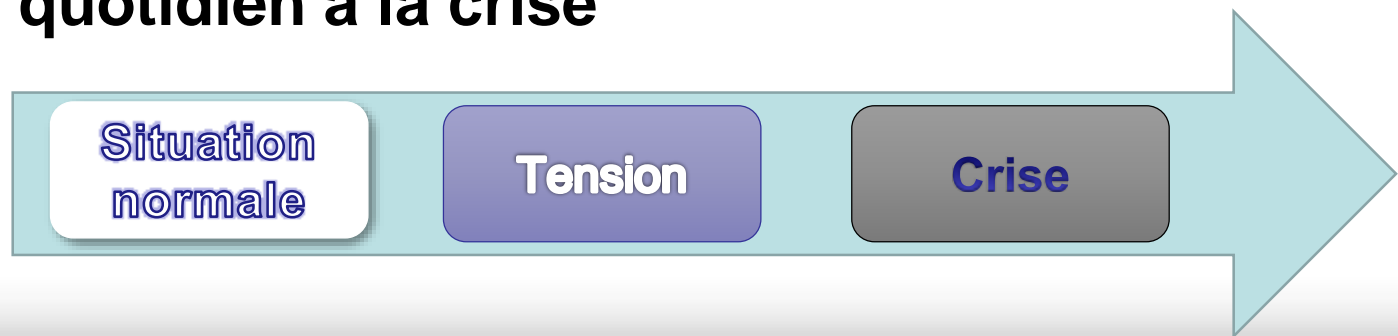 quotidien à la crise
Situation
normale
Tension
Crise